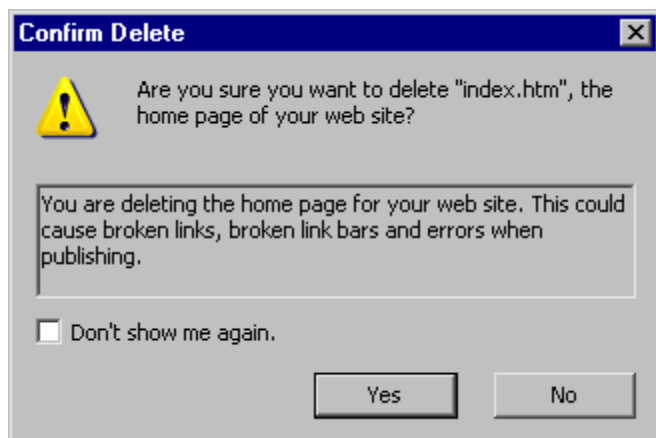 Confirm Delete
Are you sure you want to delete "index.htm", the
home page of your web site?
You are deleting the home page for your web site. This could
cause broken links, broken link bars and errors when
publishing.
Don't show me again.
Yes
No